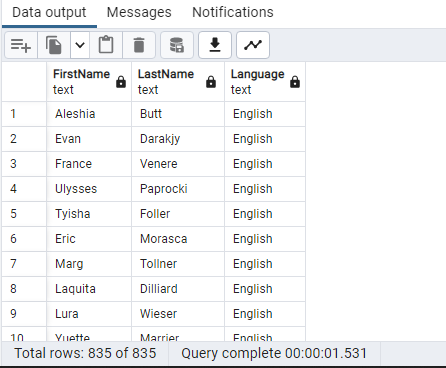 Data output Messages Notifications
FirstName LastName Language
text text text
1 Aleshia Butt English
2 Evan Darakjy English
3 France Venere English
4 Ulysses Paprocki English
5 Tyisha Foller English
6 Eric Morasca English
7 Marg Tollner English
8 Laquita Dilliard English
9 Lura Wieser English
10 Yuette Marrier English
Total rows: 835 of 835 Query complete 00:00:01.531